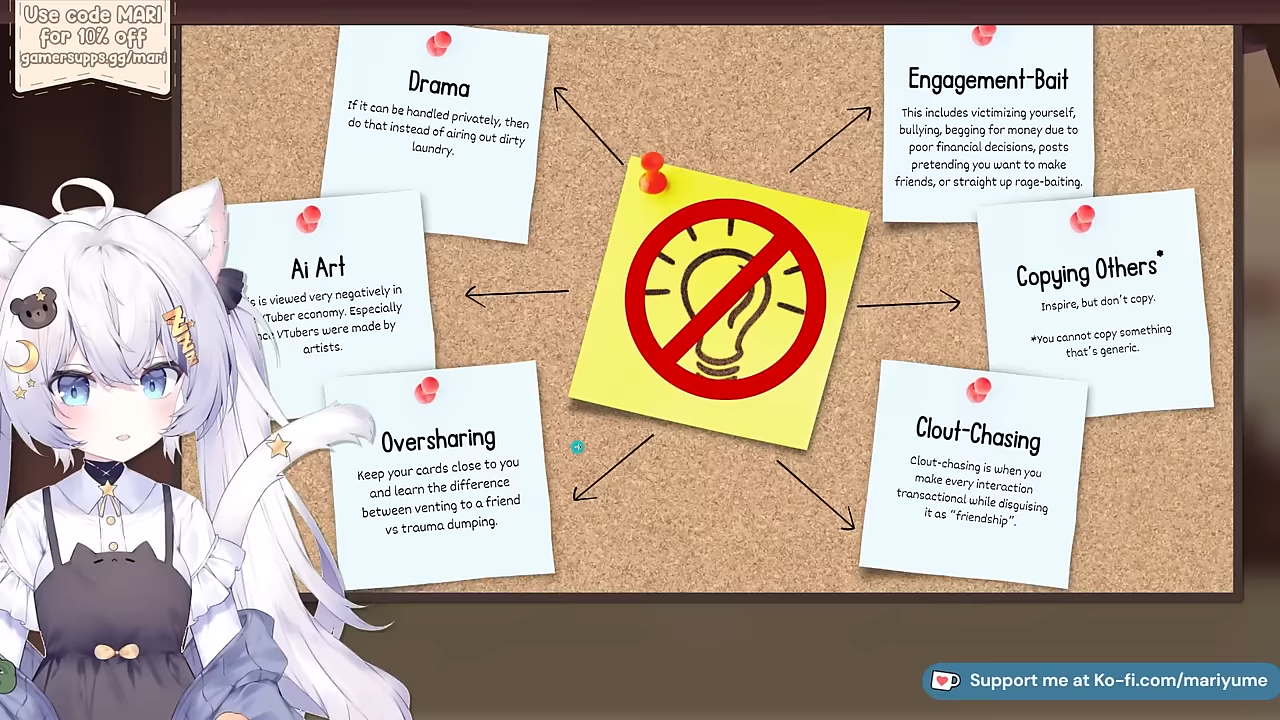 Use code MARI
for 10% off
gamersupps.gg/mari
Drama
If it can be handled privately, then
do that instead of airing out dirty
laundry.
Engagement-Bait
This includes victimizing yourself,
bullying, begging for money due to
poor financial decisions, posts
pretending you want to make
friends, or straight up rage-baiting.
Ai Art
is viewed very negatively in
Tuber economy. Especially
VTubers were made by
artists.
Copying Others*
Inspire, but don't copy.
*You cannot copy something
that's generic.
Oversharing
Keep your cards close to you
and learn the difference
between venting to a friend
vs trauma dumping.
Clout-Chasing
Clout-chasing is when you
make every interaction
transactional while disguising
it as "friendship".
Support me at Ko-fi.com/mariyume